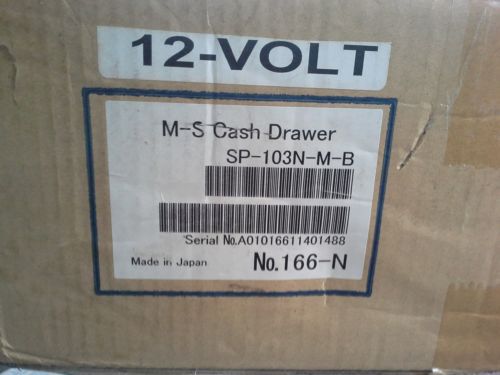 12-VOLT
M-S Cash Drawer
SP-103N-M-B
Serial No.A01016611401488
Made in Japan No.166-N